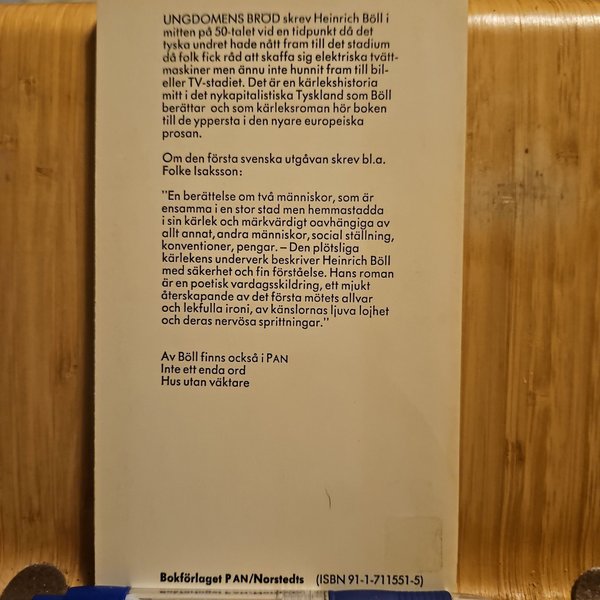 UNGDOMENS BRÖD skrev Heinrich Böll i
mitten på 50-talet vid en tidpunkt då det
tyska undret hade nått fram till det stadium
då folk fick råd att skaffa sig elektriska tvätt-
maskiner men ännu inte hunnit fram till bil-
eller TV-stadiet. Det är en kärlekshistoria
mitt i det nykapitalistiska Tyskland som Böll
berättar och som kärleksroman hör boken
till de yppersta i den nyare europeiska
prosan.
Om den första svenska utgåvan skrev bl.a.
Folke Isaksson:
"En berättelse om två människor, som är
ensamma i en stor stad men hemmastadda
i sin kärlek och märkvärdigt oavhängiga av
allt annat, andra människor, social ställning,
konventioner, pengar. – Den plötsliga
kärlekens underverk beskriver Heinrich Böll
med säkerhet och fin förståelse. Hans roman
är en poetisk vardagsskildring, ett mjukt
återskapande av det första mötets allvar
och lekfulla ironi, av känslornas ljuva lojhet
och deras nervösa sprittningar."
Av Böll finns också i PAN
Inte ett enda ord
Hus utan väktare
Bokförlaget PAN/Norstedts (ISBN 91-1-711551-5)